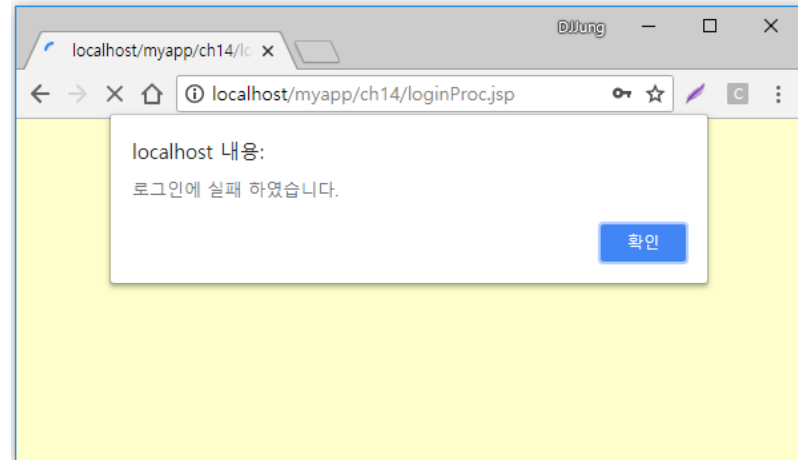 DJJung
localhost/myapp/ch14/lo
localhost/myapp/ch14/loginProc.jsp
C
localhost 내용:
로그인에 실패 하였습니다.
확인